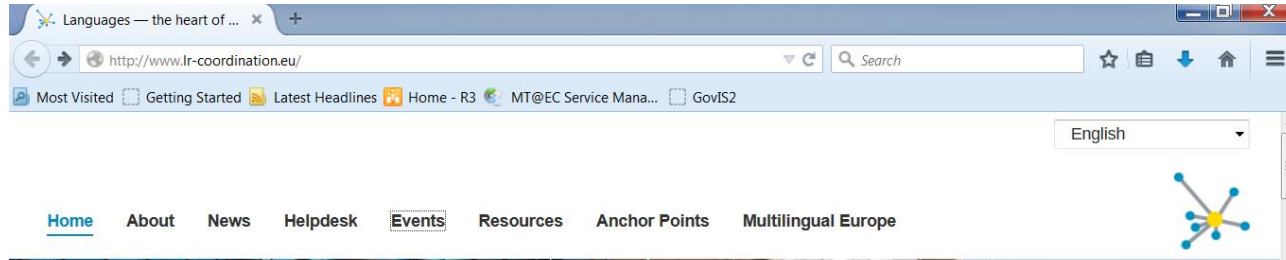 Languages — the heart of ...
http://www.lr-coordination.eu/ Search
Most Visited Getting Started Latest Headlines Home - R3 MT@EC Service Mana... GovIS2
English
Home About News Helpdesk Events Resources Anchor Points Multilingual Europe